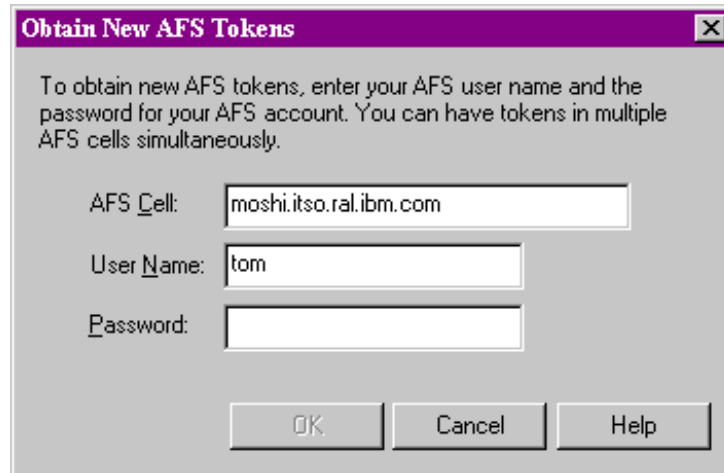 Obtain New AFS Tokens
To obtain new AFS tokens, enter your AFS user name and the
password for your AFS account. You can have tokens in multiple
AFS cells simultaneously.
AFS Cell: moshi.itso.ral.ibm.com
User Name: tom
Password:
OK Cancel Help